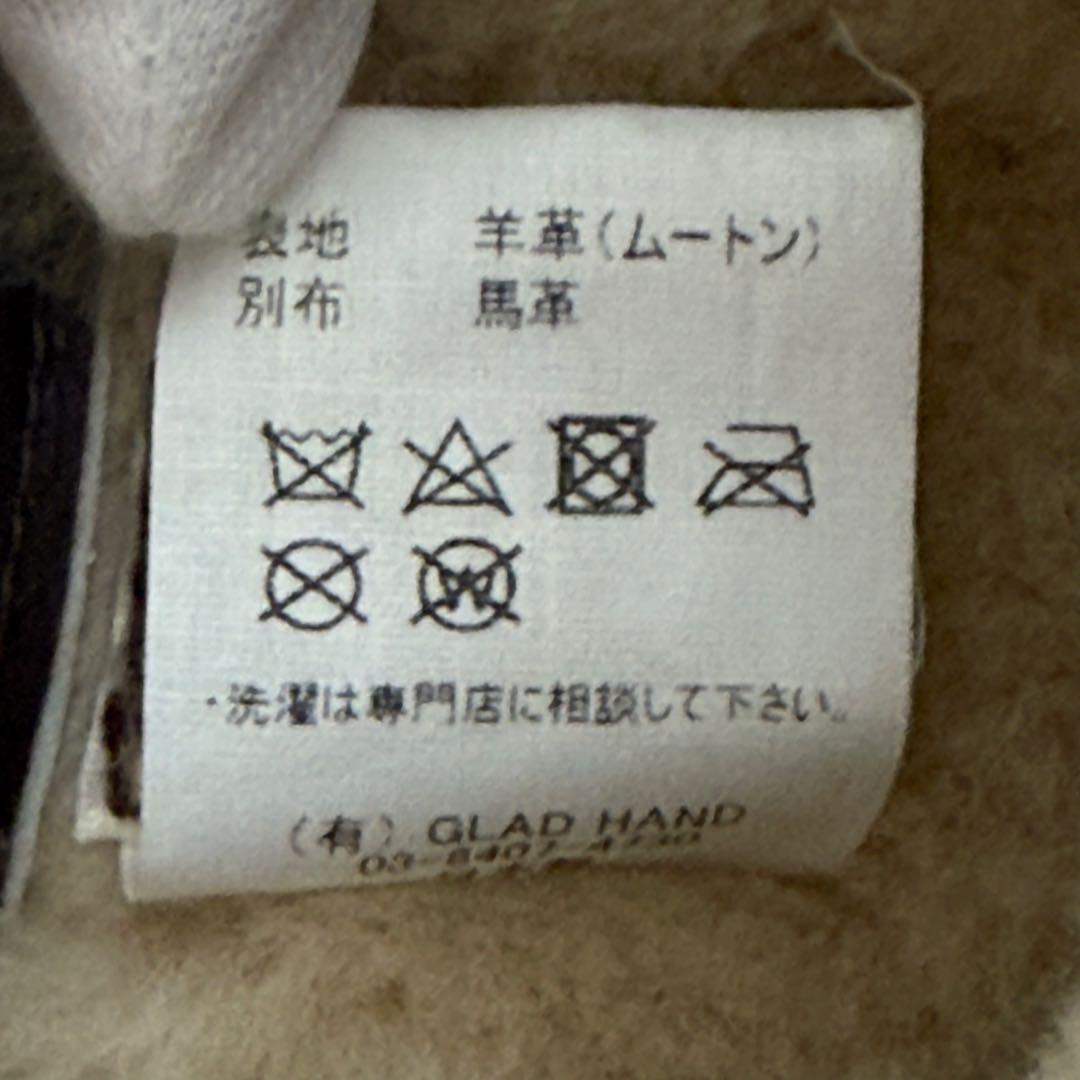 表地 羊革(ムートン)
別布 馬革
・洗濯は専門店に相談して下さい。
(有) GLAD HAND